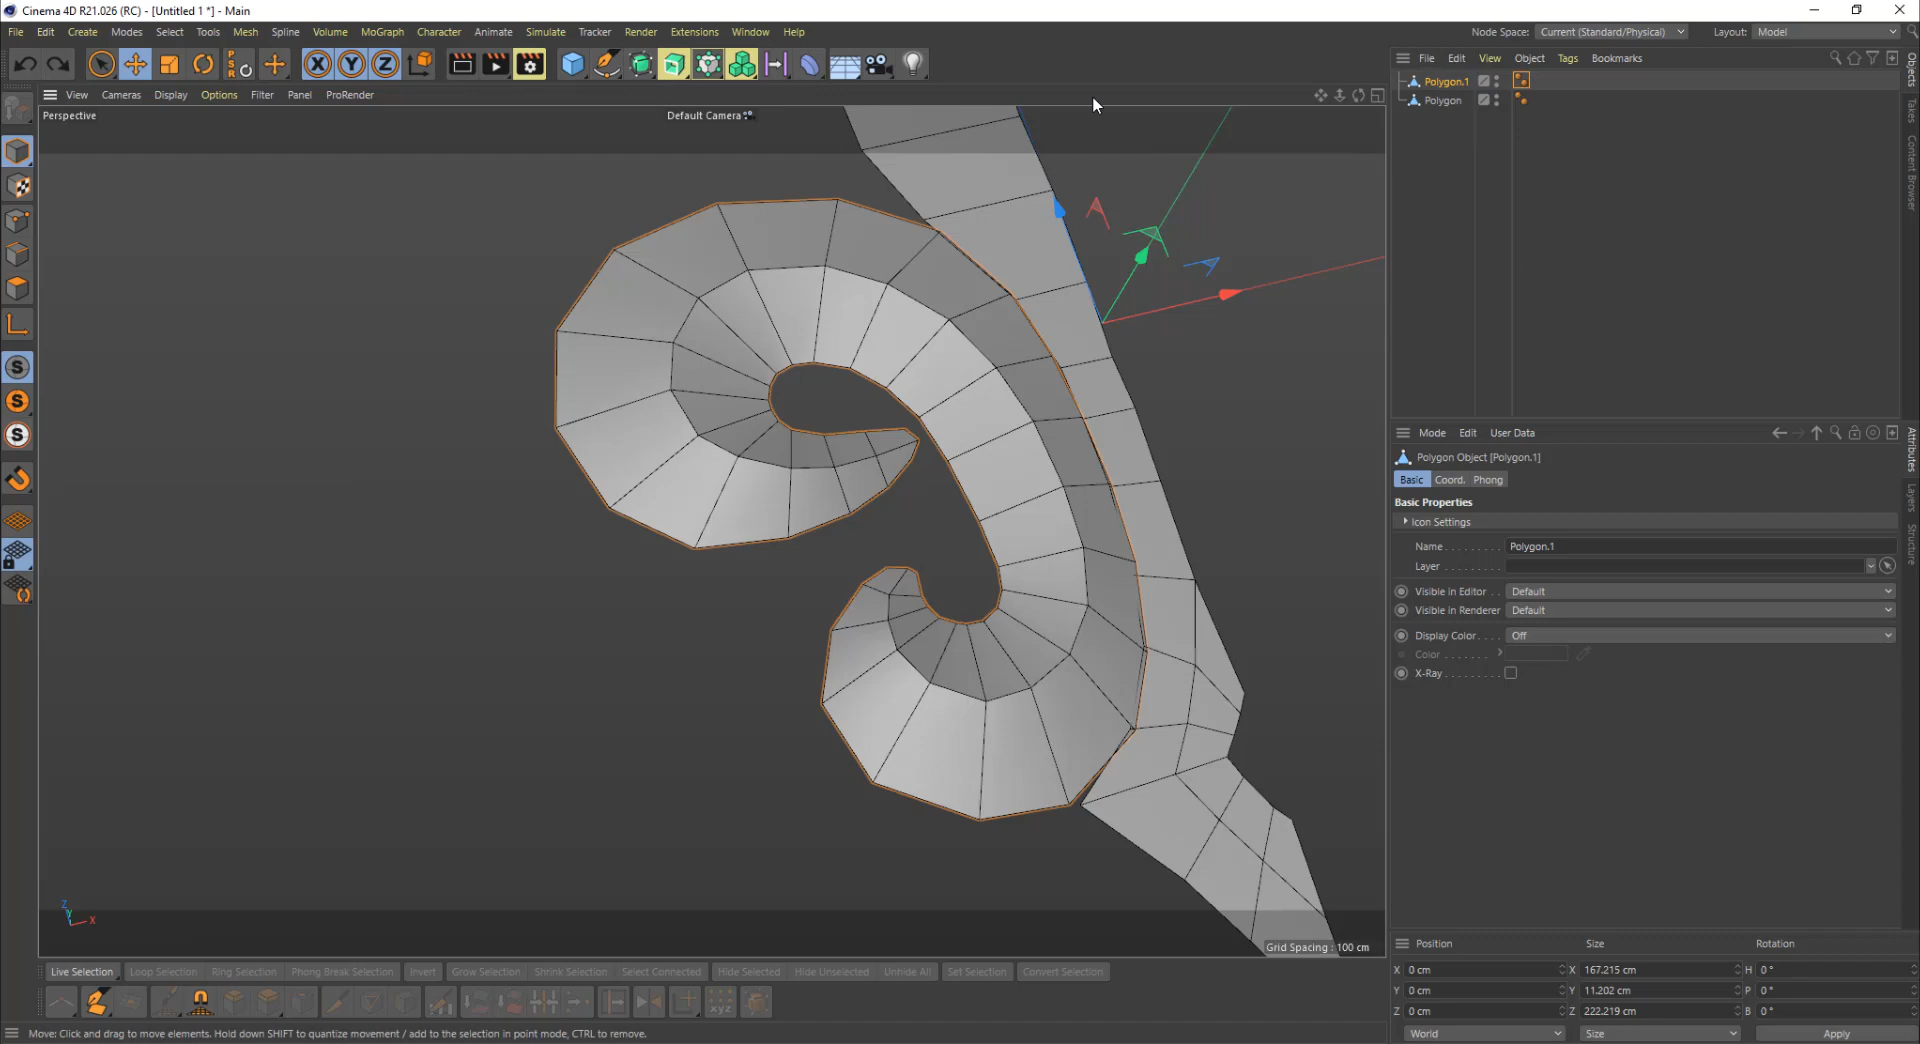 Cinema 4D R21.026 (RC) - [Untitled 1 *] - Main
File Edit Create Modes Select Tools Mesh Spline Volume MoGraph Character Animate Simulate Tracker Render Extensions Window Help
Node Space: Current (Standard/Physical) Layout: Model
P S R
X Y Z
File Edit View Object Tags Bookmarks
View Cameras Display Options Filter Panel ProRender
Polygon.1
Polygon
Perspective
Default Camera
Objects
Takes
Content Browser
Mode Edit User Data
Polygon Object [Polygon.1]
Basic Coord. Phong
Basic Properties
Icon Settings
Name Polygon.1
Layer
Visible in Editor Default
Visible in Renderer Default
Display Color Off
Color
X-Ray
Attributes
Layers
Structure
S
S
S
Z
Y
X
Grid Spacing : 100 cm
Position Size Rotation
X 0 cm X 167.215 cm H 0 °
Y 0 cm Y 11.202 cm P 0 °
Z 0 cm Z 222.219 cm B 0 °
World Size Apply
Live Selection Loop Selection Ring Selection Phong Break Selection Invert Grow Selection Shrink Selection Select Connected Hide Selected Hide Unselected Unhide All Set Selection Convert Selection
xyz
Move: Click and drag to move elements. Hold down SHIFT to quantize movement / add to the selection in point mode, CTRL to remove.